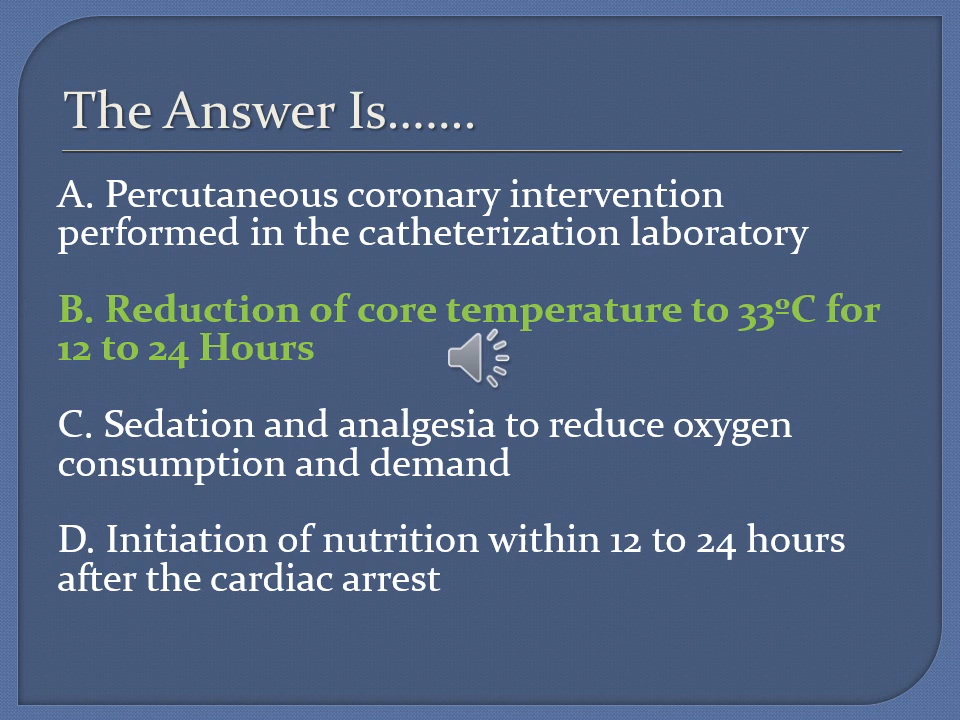 The Answer Is…….
A. Percutaneous coronary intervention
performed in the catheterization laboratory
B. Reduction of core temperature to 33ºC for
12 to 24 Hours
C. Sedation and analgesia to reduce oxygen
consumption and demand
D. Initiation of nutrition within 12 to 24 hours
after the cardiac arrest